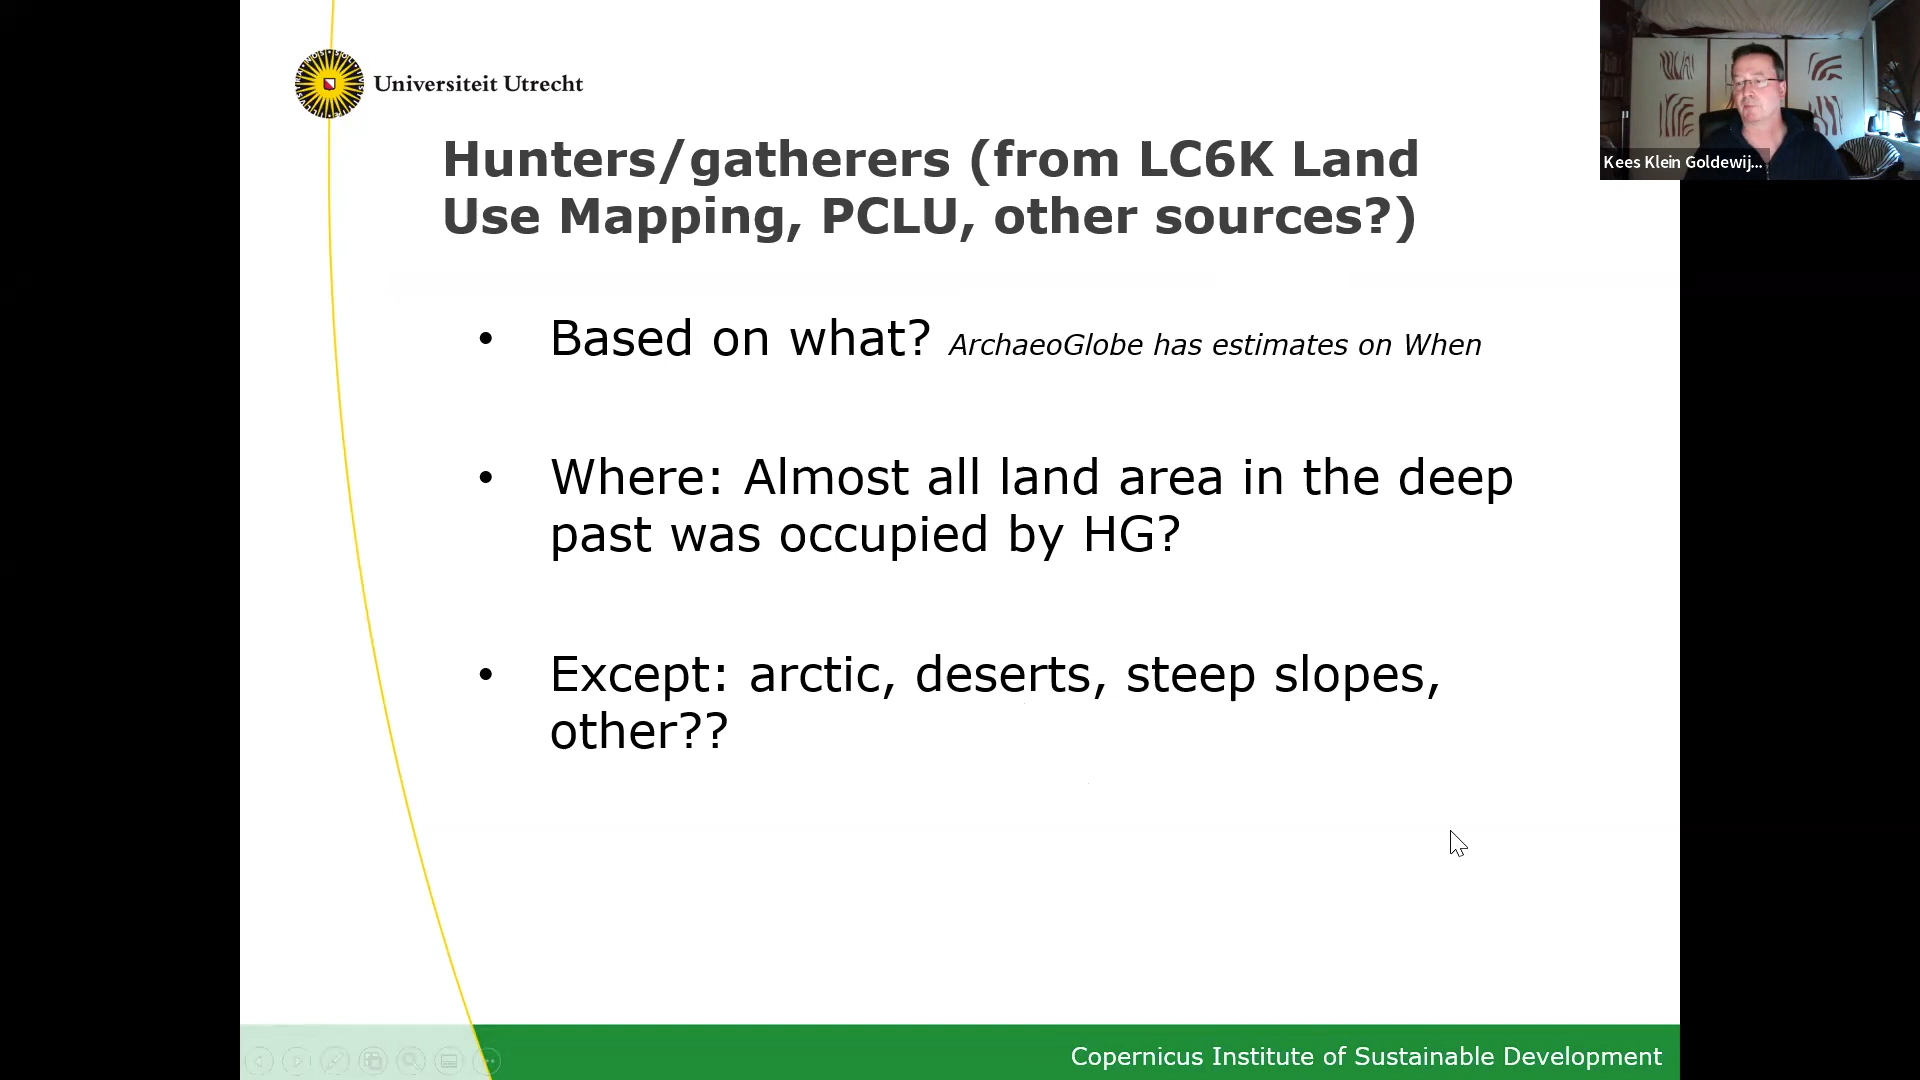 Universiteit Utrecht
Hunters/gatherers (from LC6K Land
Use Mapping, PCLU, other sources?)
• Based on what? ArchaeoGlobe has estimates on When
• Where: Almost all land area in the deep
past was occupied by HG?
• Except: arctic, deserts, steep slopes,
other??
Copernicus Institute of Sustainable Development
Kees Klein Goldewij...